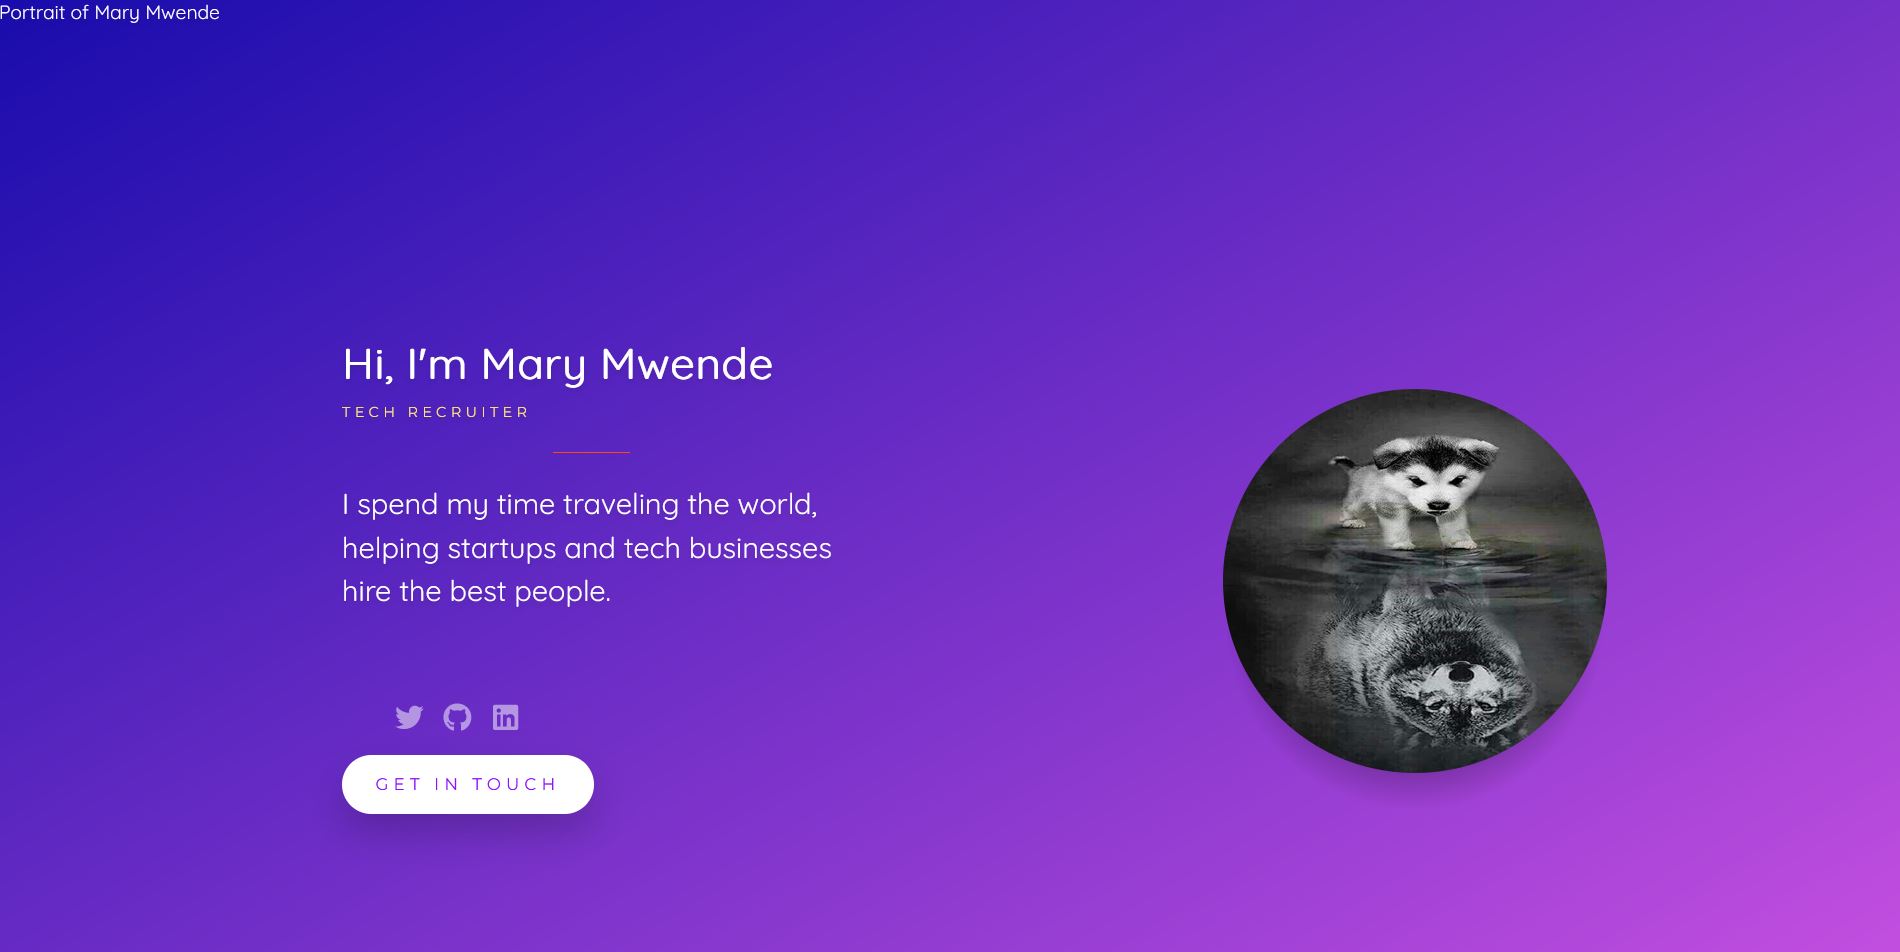 Portrait of Mary Mwende
Hi, I'm Mary Mwende
TECH RECRUITER
I spend my time traveling the world,
helping startups and tech businesses
hire the best people.
in
GET IN TOUCH